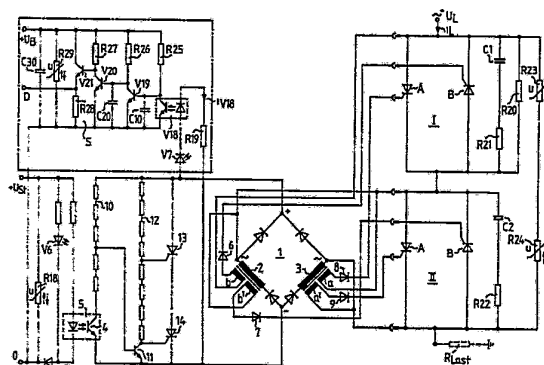 +UB
C30
R29
R27
R26
R25
V21
V20
V19
D
R28
C20
C10
V18
IV18
S
R19
V7
+USt
10
12
13
14
V6
R18
5
4
11
0
1
+
-
~
~
6
2
3
8
b
b'
a
a'
9
7
UL
iL
C1
A
B
I
R21
R20
R23
u
C2
A
B
II
R22
R24
u
RLast